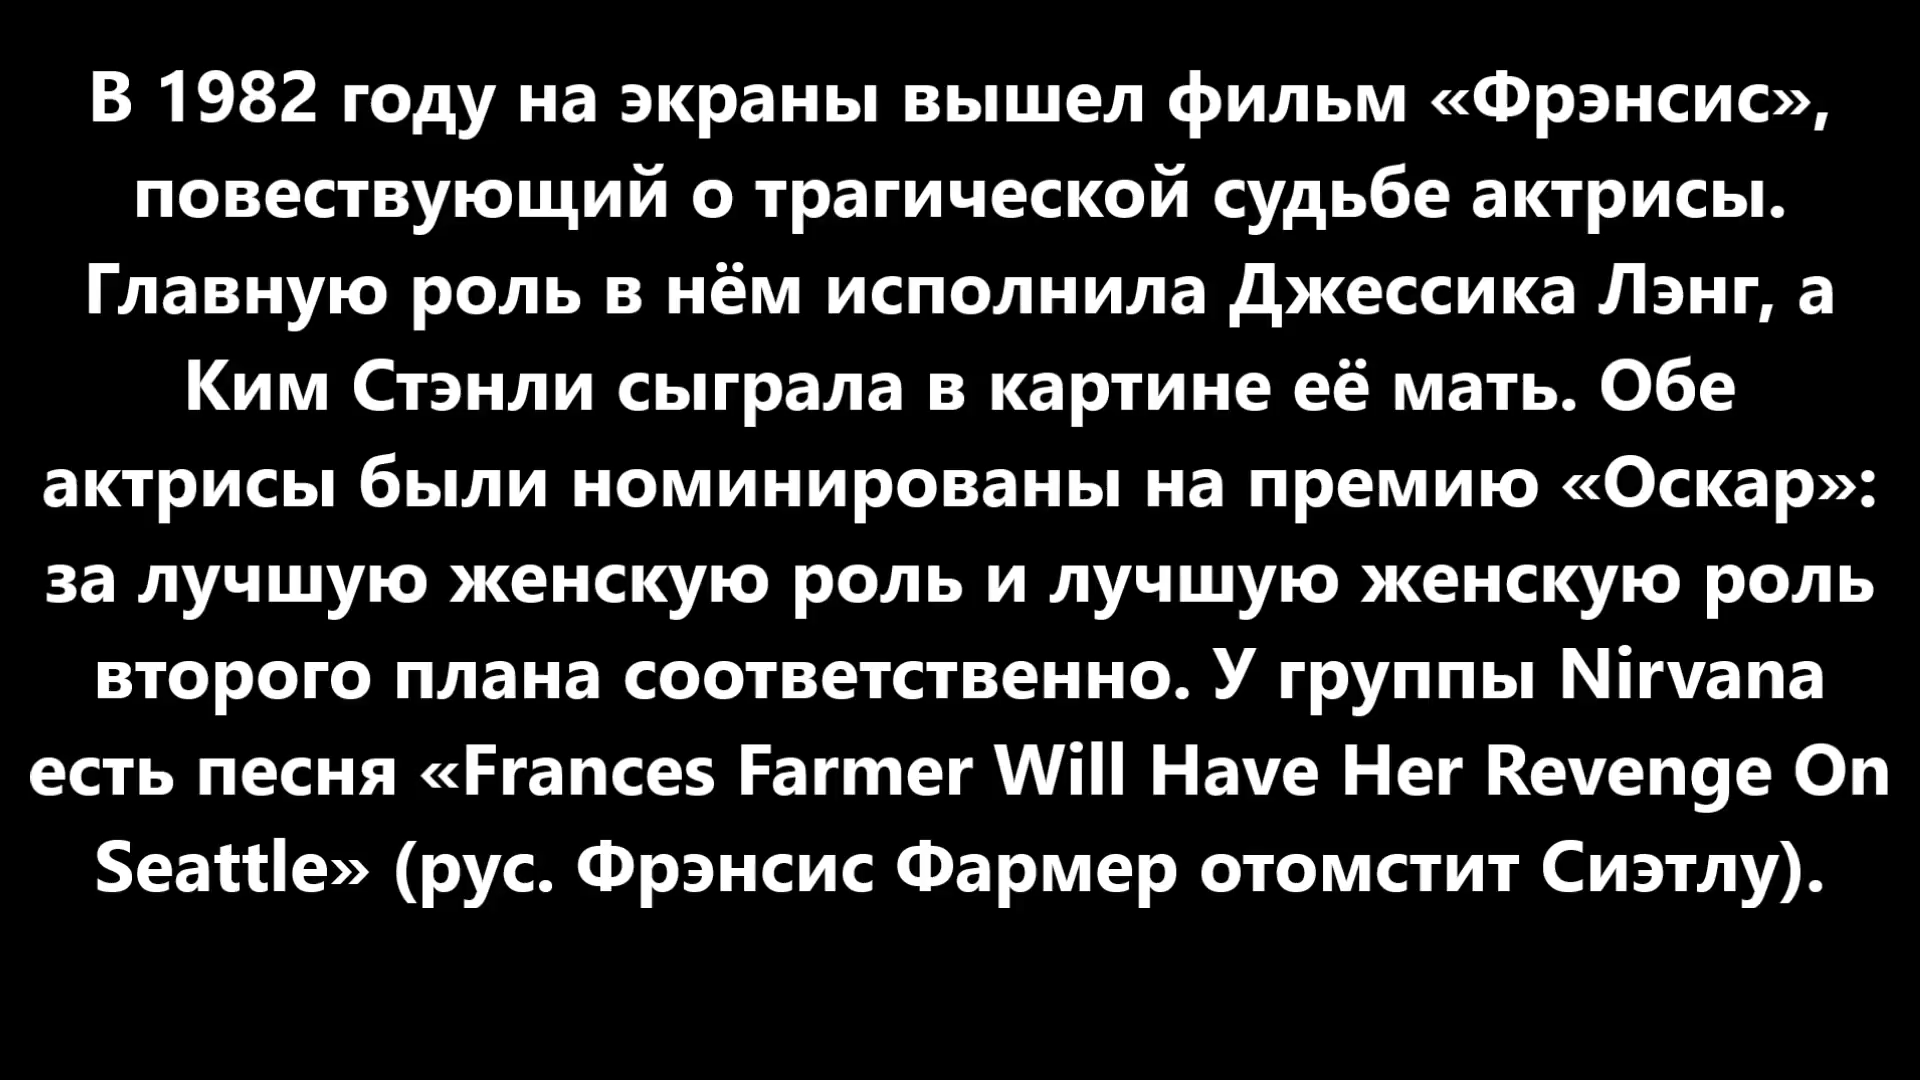 В 1982 году на экраны вышел фильм «Фрэнсис»,
повествующий о трагической судьбе актрисы.
Главную роль в нём исполнила Джессика Лэнг, а
Ким Стэнли сыграла в картине её мать. Обе
актрисы были номинированы на премию «Оскар»:
за лучшую женскую роль и лучшую женскую роль
второго плана соответственно. У группы Nirvana
есть песня «Frances Farmer Will Have Her Revenge On
Seattle» (рус. Фрэнсис Фармер отомстит Сиэтлу).